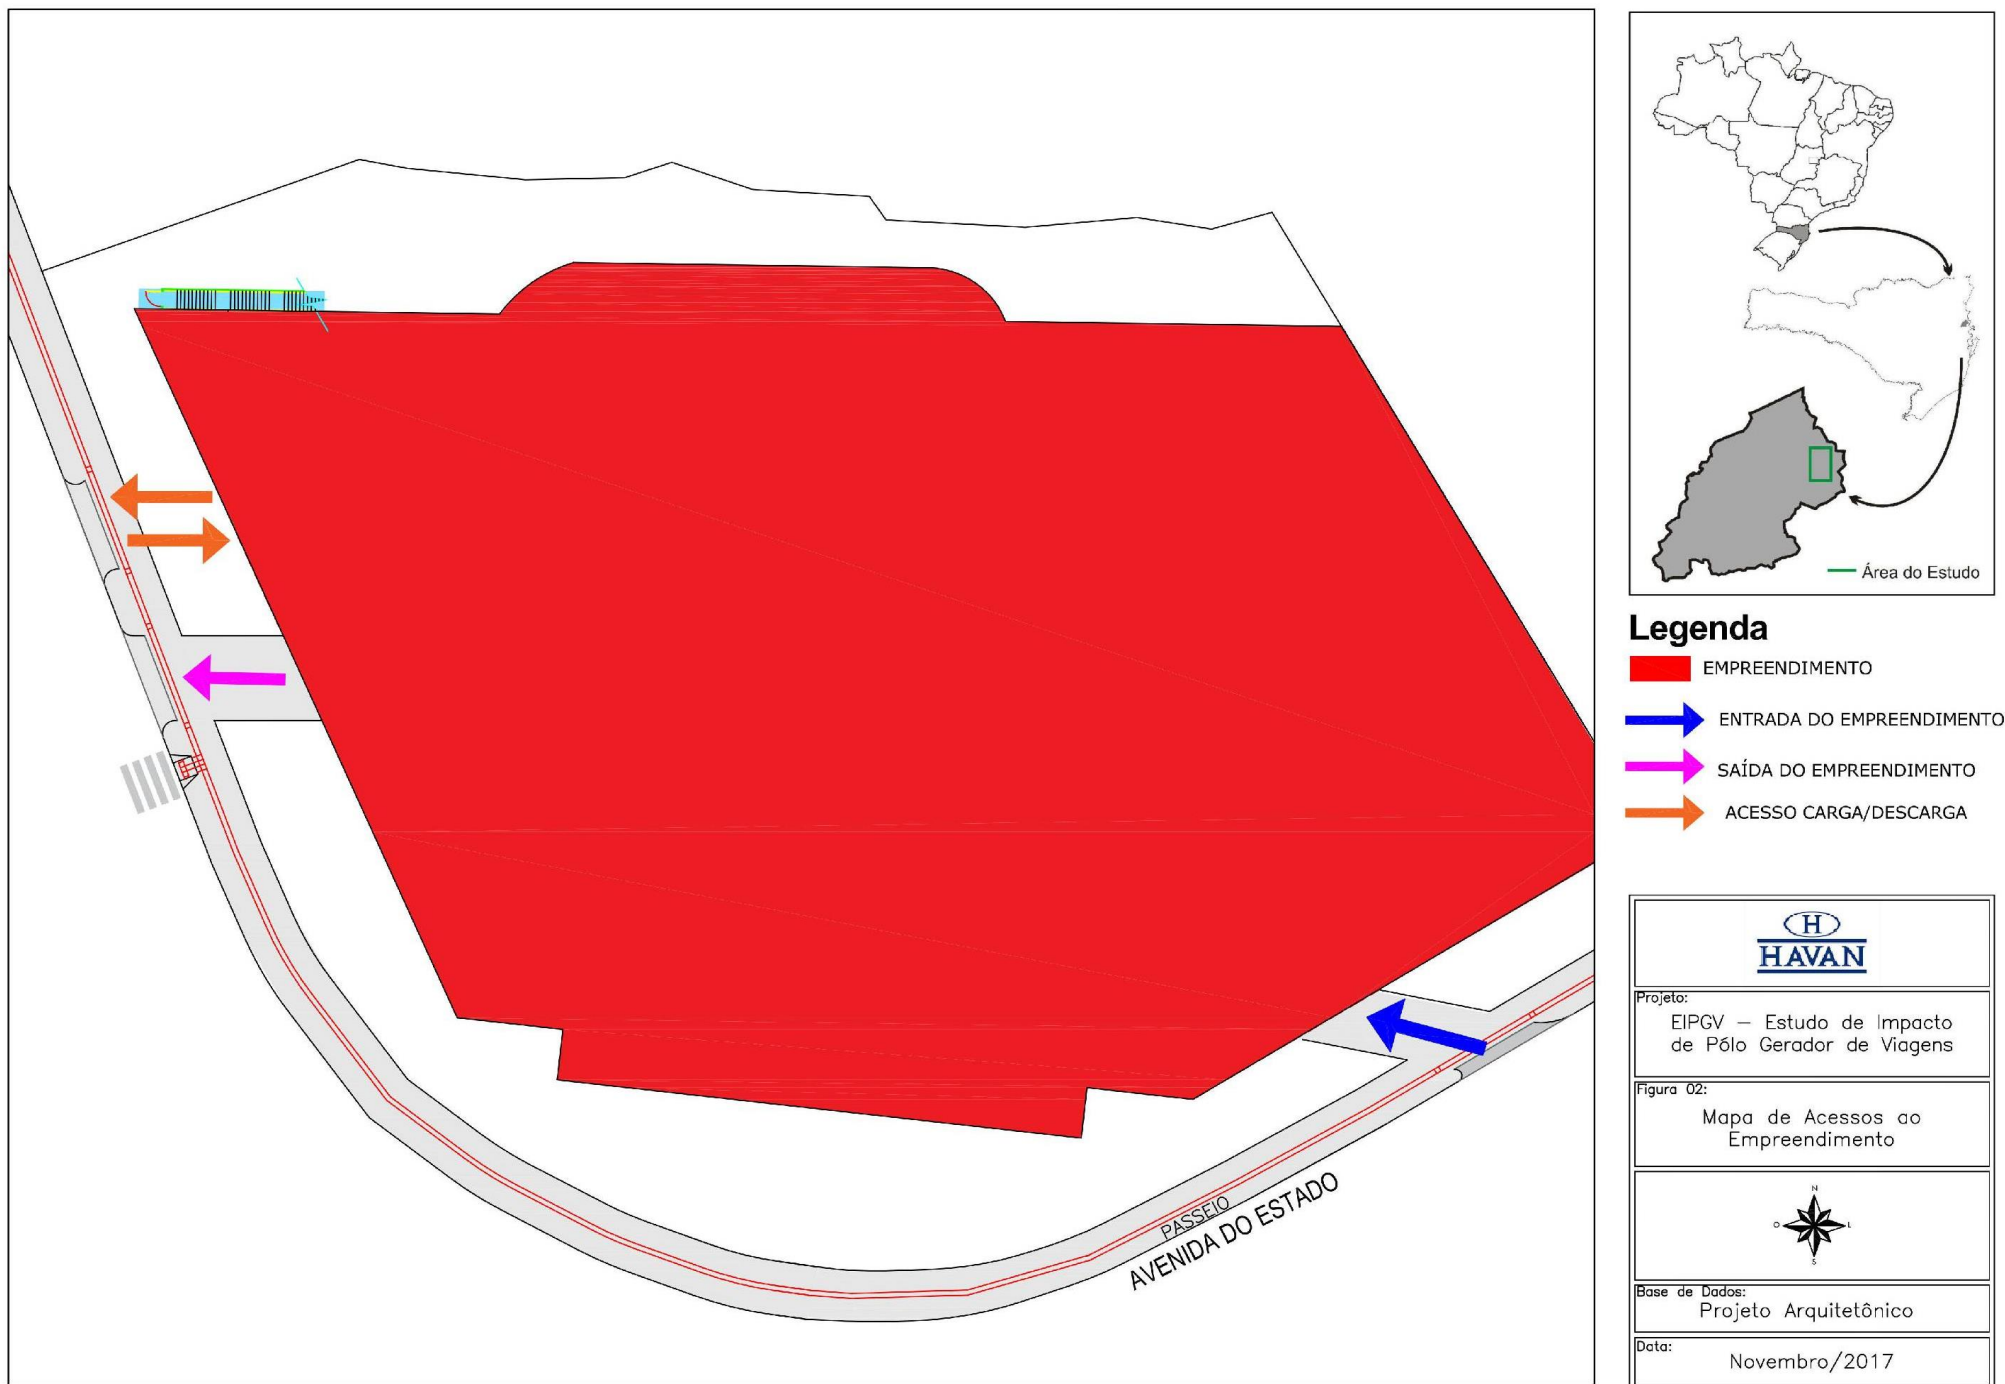 PASSEIO
AVENIDA DO ESTADO
Área do Estudo
Legenda
EMPREENDIMENTO
ENTRADA DO EMPREENDIMENTO
SAÍDA DO EMPREENDIMENTO
ACESSO CARGA/DESCARGA
H
HAVAN
Projeto:
EIPGV – Estudo de Impacto
de Pólo Gerador de Viagens
Figura 02:
Mapa de Acessos ao
Empreendimento
N
O
L
S
Base de Dados:
Projeto Arquitetônico
Data:
Novembro/2017